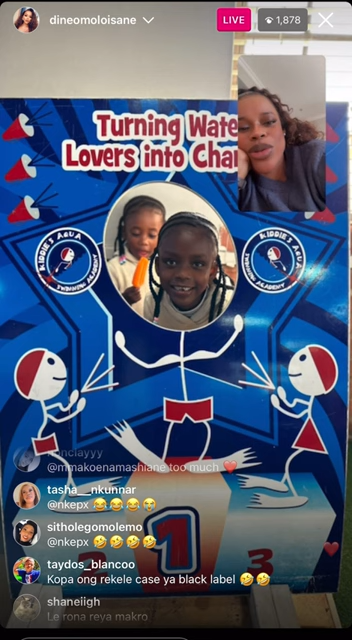 dineomoloisane
LIVE
1,878
Turning Wate
Lovers into Cha
KIDDIE'S AQUA
SWIMMING ACADEMY
KIDDIE'S AQUA
SWIMMING ACADEMY
@mmakoenamashiane too much ❤️
tasha__nkunnar
@nkepx 😂😂😂😭
sitholegomolemo
@nkepx 🤣🤣🤣🤣
taydos_blancoo
Kopa ong rekele case ya black label 🤣🤣
shaneiigh
Le rona reya makro
1
2
3